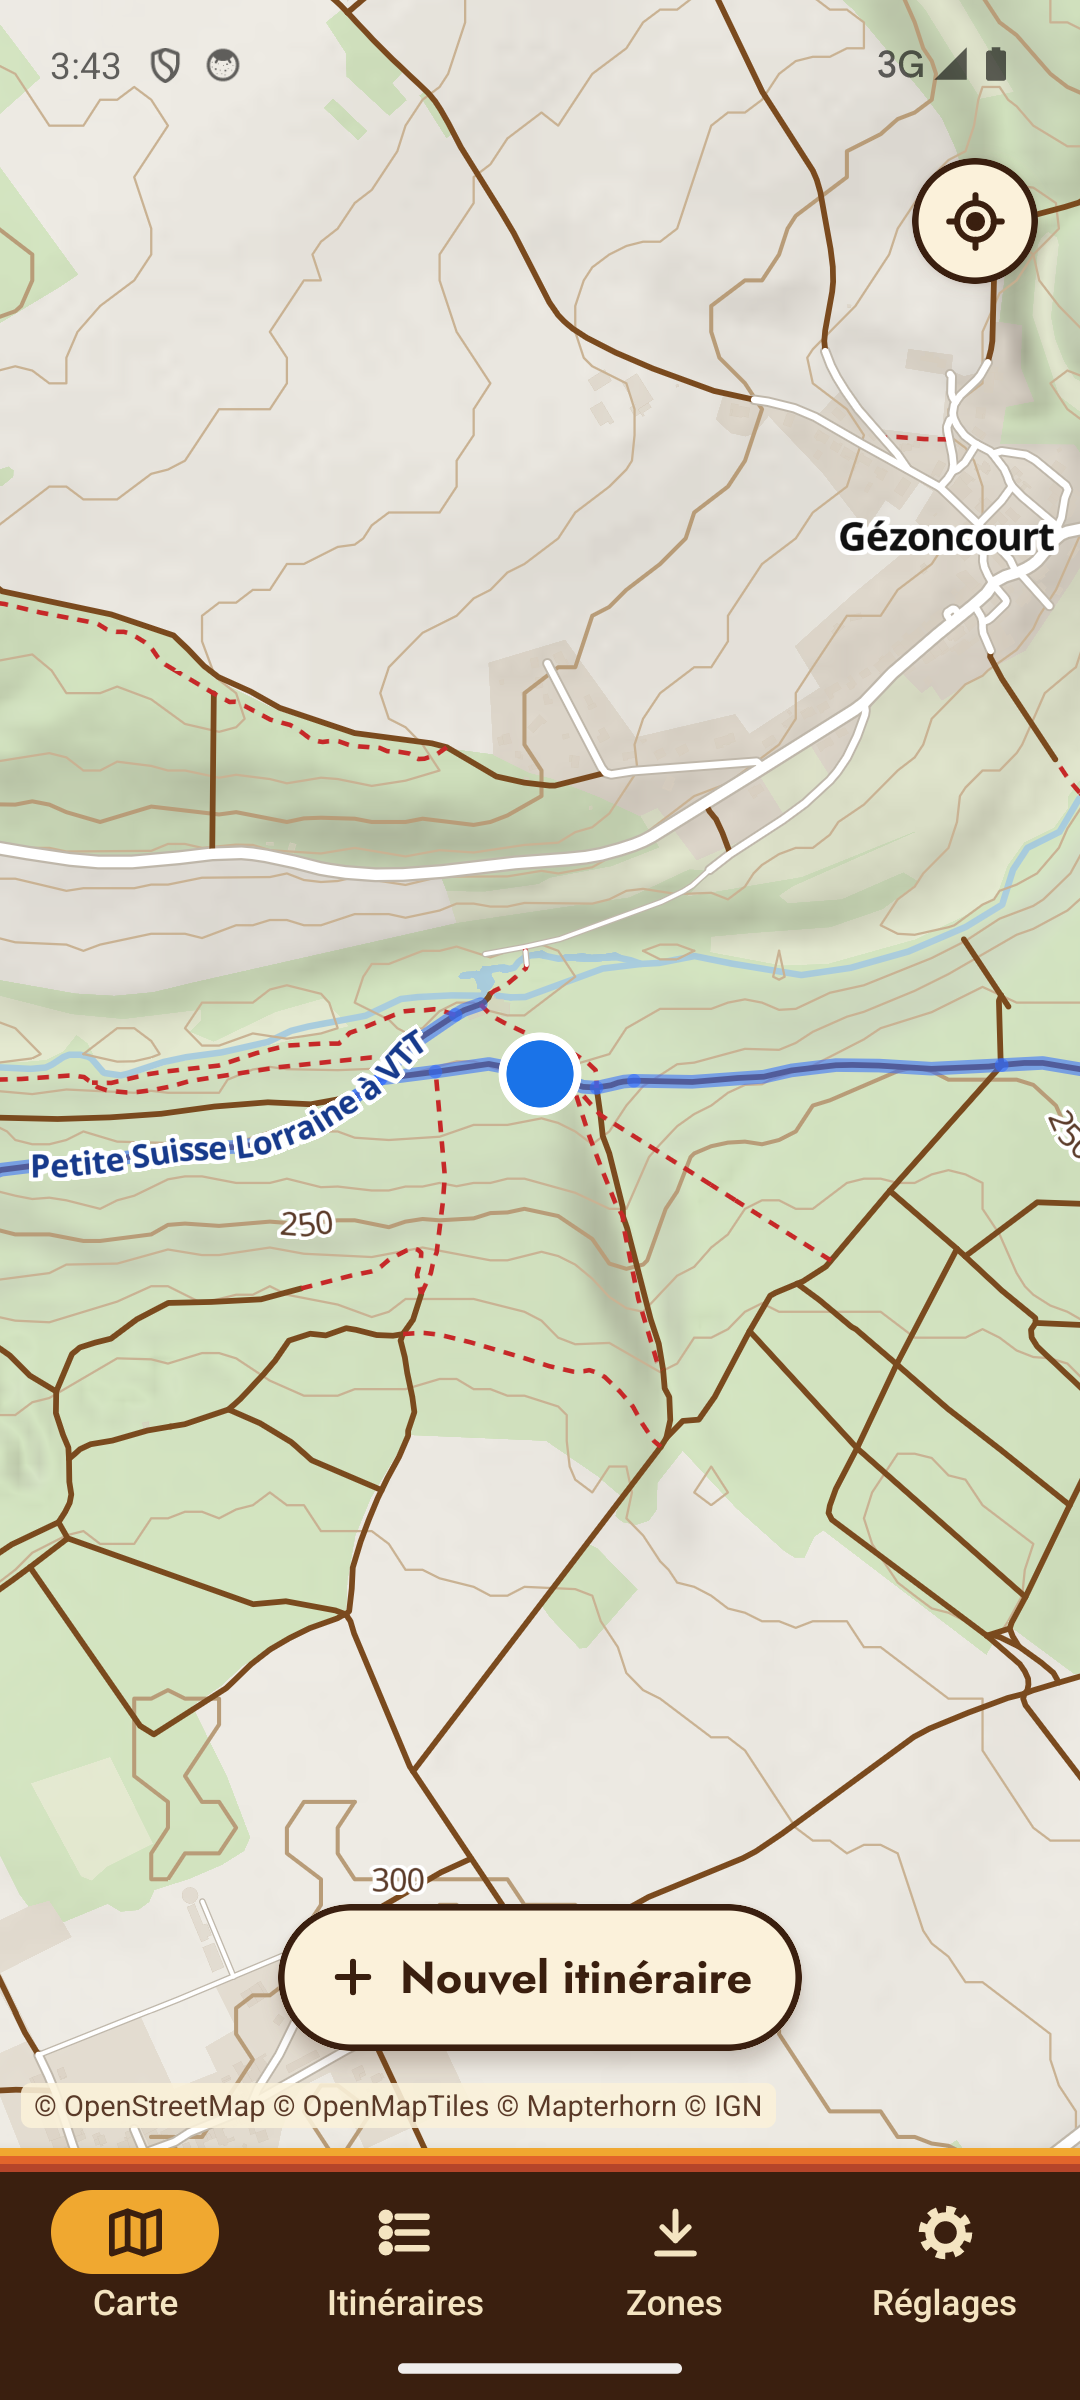 3:43
3G
Gézoncourt
Petite Suisse Lorraine à VTT
250
250
300
Nouvel itinéraire
© OpenStreetMap © OpenMapTiles © Mapterhorn © IGN
Carte
Itinéraires
Zones
Réglages